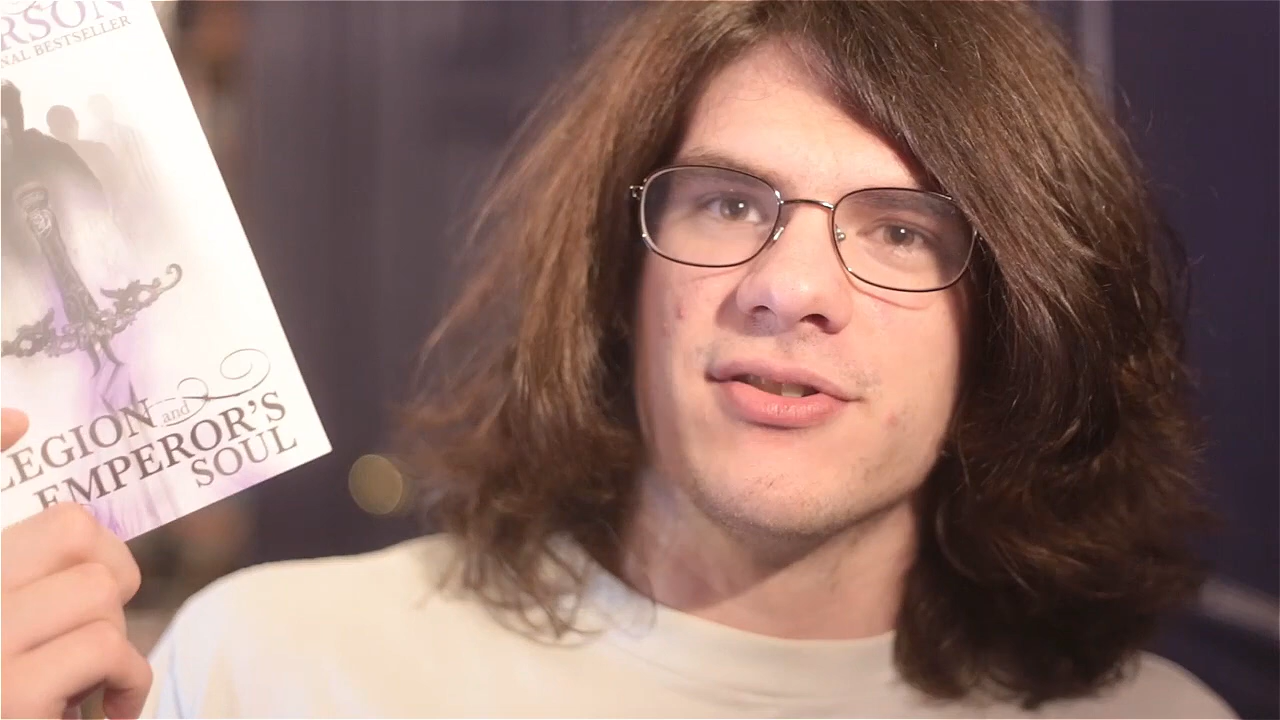 RSON
NAL BESTSELLER
LEGION and
EMPEROR'S
SOUL